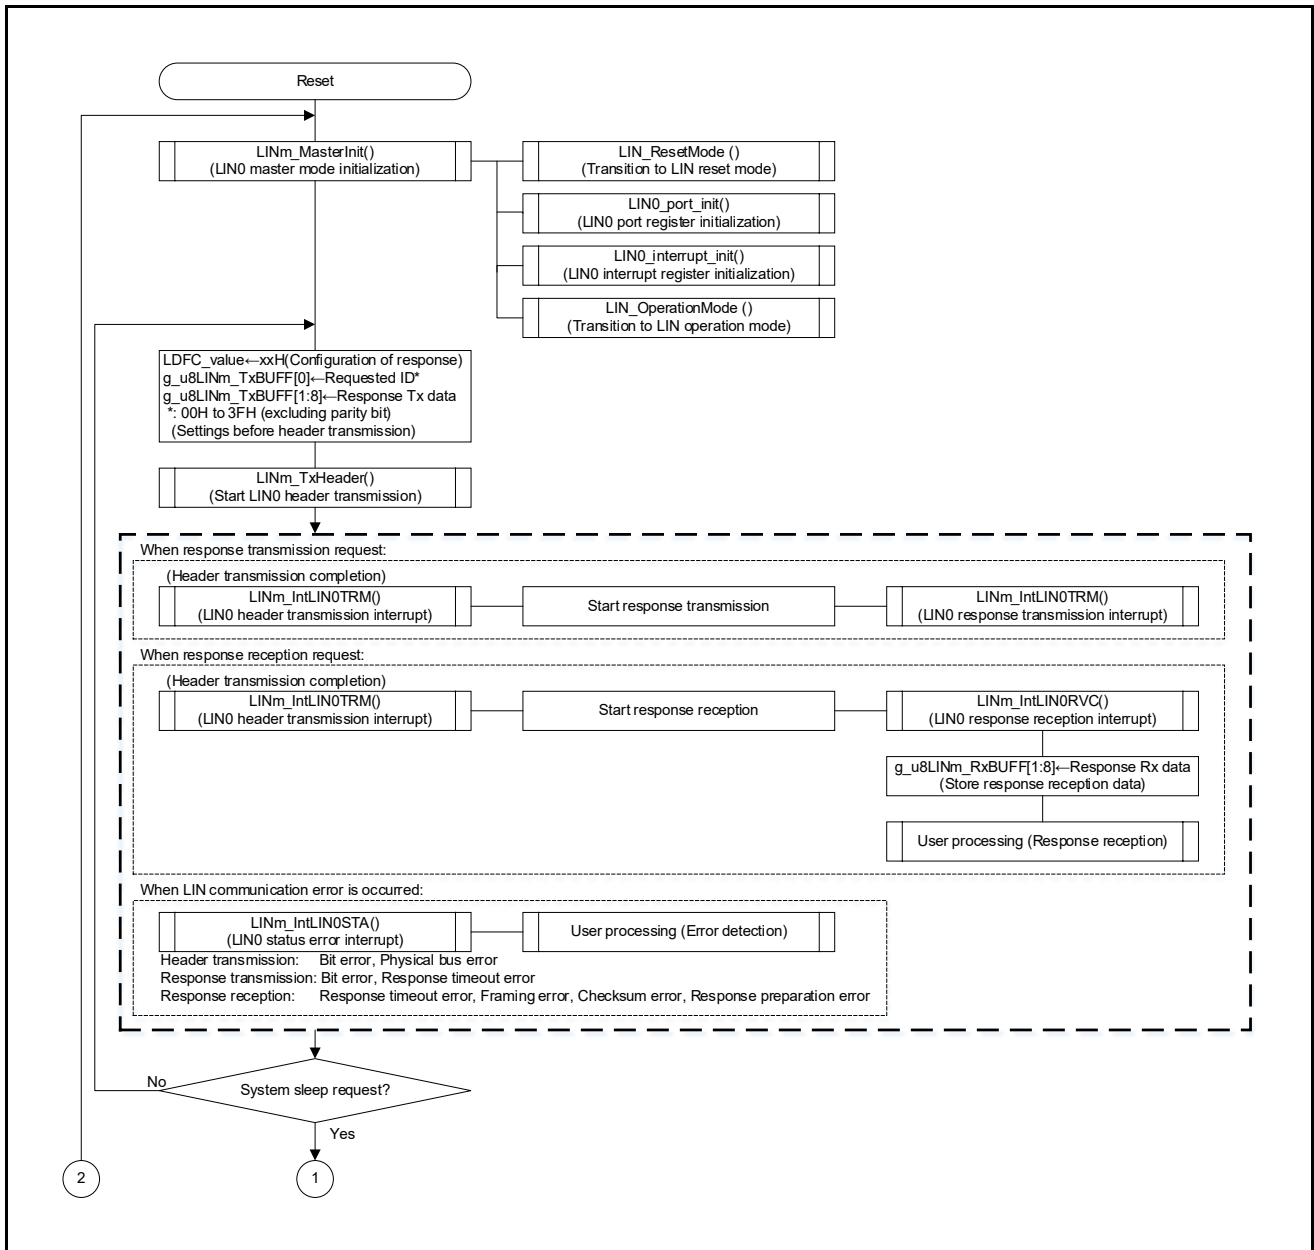 Reset
LINm_MasterInit()
(LIN0 master mode initialization)
LIN_ResetMode ()
(Transition to LIN reset mode)
LIN0_port_init()
(LIN0 port register initialization)
LIN0_interrupt_init()
(LIN0 interrupt register initialization)
LIN_OperationMode ()
(Transition to LIN operation mode)
LDFC_value←xxH(Configuration of response)
g_u8LINm_TxBUFF[0]←Requested ID*
g_u8LINm_TxBUFF[1:8]←Response Tx data
*: 00H to 3FH (excluding parity bit)
(Settings before header transmission)
LINm_TxHeader()
(Start LIN0 header transmission)
When response transmission request:
(Header transmission completion)
LINm_IntLIN0TRM()
(LIN0 header transmission interrupt)
Start response transmission
LINm_IntLIN0TRM()
(LIN0 response transmission interrupt)
When response reception request:
(Header transmission completion)
LINm_IntLIN0TRM()
(LIN0 header transmission interrupt)
Start response reception
LINm_IntLIN0RVC()
(LIN0 response reception interrupt)
g_u8LINm_RxBUFF[1:8]←Response Rx data
(Store response reception data)
User processing (Response reception)
When LIN communication error is occurred:
LINm_IntLIN0STA()
(LIN0 status error interrupt)
User processing (Error detection)
Header transmission: Bit error, Physical bus error
Response transmission: Bit error, Response timeout error
Response reception: Response timeout error, Framing error, Checksum error, Response preparation error
No
System sleep request?
Yes
2
1